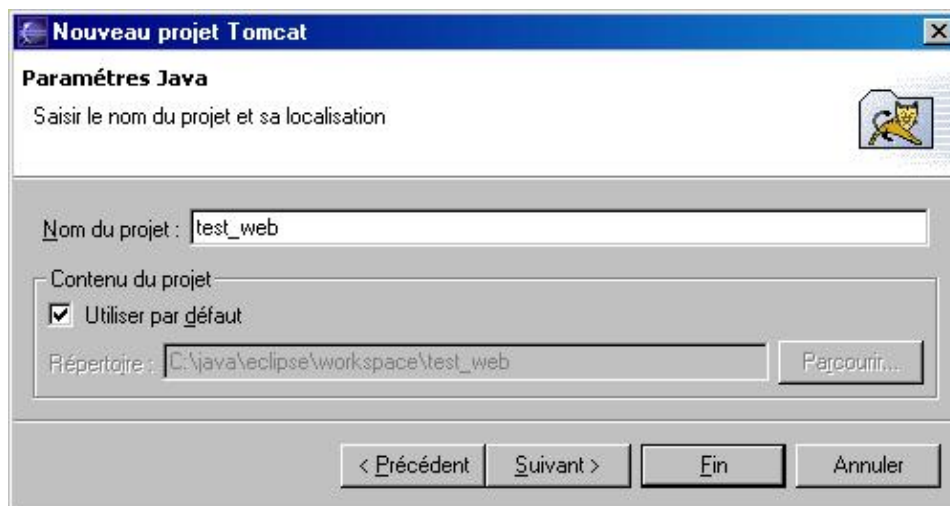 Nouveau projet Tomcat
Paramétres Java
Saisir le nom du projet et sa localisation
Nom du projet : test_web
Contenu du projet
Utiliser par défaut
Répertoire : C:\java\eclipse\workspace\test_web Parcourir...
< Précédent Suivant > Fin Annuler